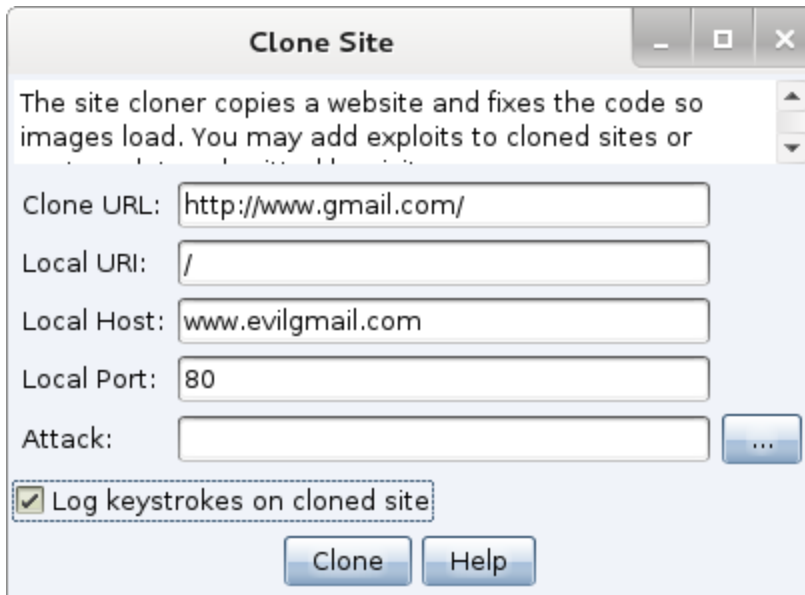 Clone Site
The site cloner copies a website and fixes the code so
images load. You may add exploits to cloned sites or
Clone URL: http://www.gmail.com/
Local URI: /
Local Host: www.evilgmail.com
Local Port: 80
Attack:
...
Log keystrokes on cloned site
Clone Help